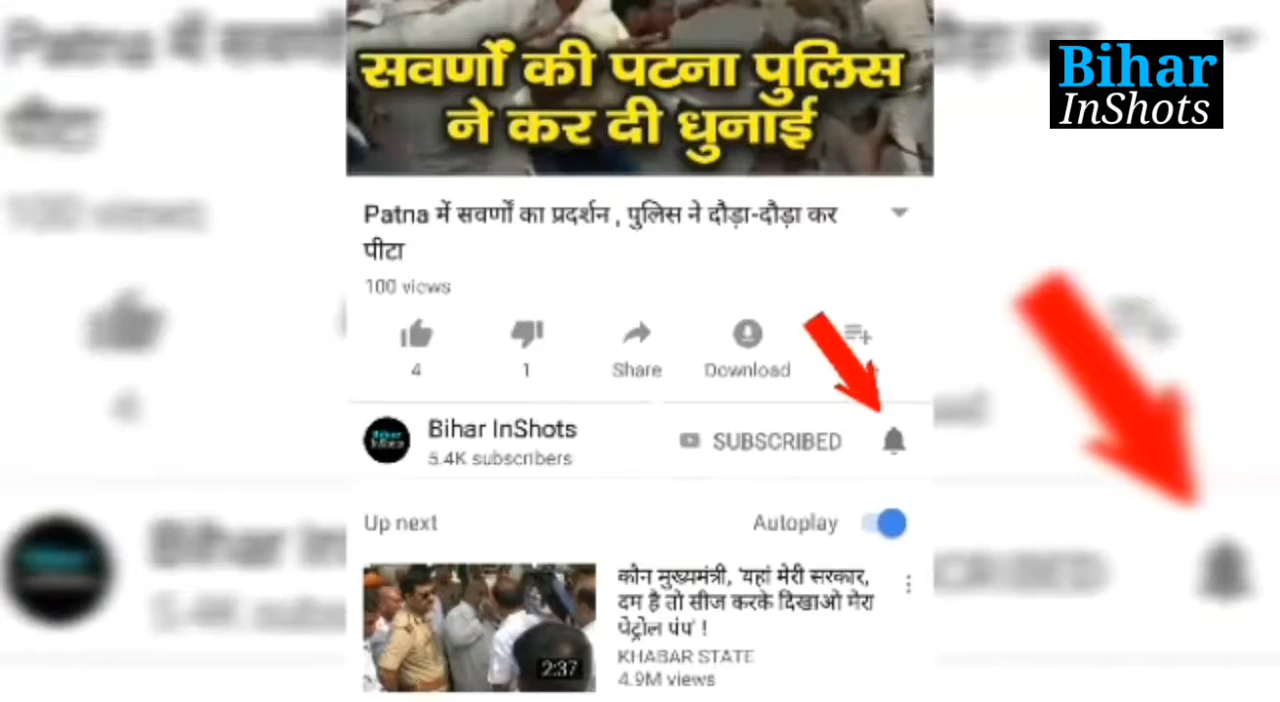 Bihar
InShots
सवर्णों की पटना पुलिस
ने कर दी धुनाई
Patna में सवर्णों का प्रदर्शन , पुलिस ने दौड़ा-दौड़ा कर
पीटा
100 views
4
1
Share
Download
Bihar InShots
5.4K subscribers
SUBSCRIBED
Up next
Autoplay
कौन मुख्यमंत्री, 'यहां मेरी सरकार,
दम है तो सीज करके दिखाओ मेरा
पेट्रोल पंप' !
KHABAR STATE
4.9M views
2:37